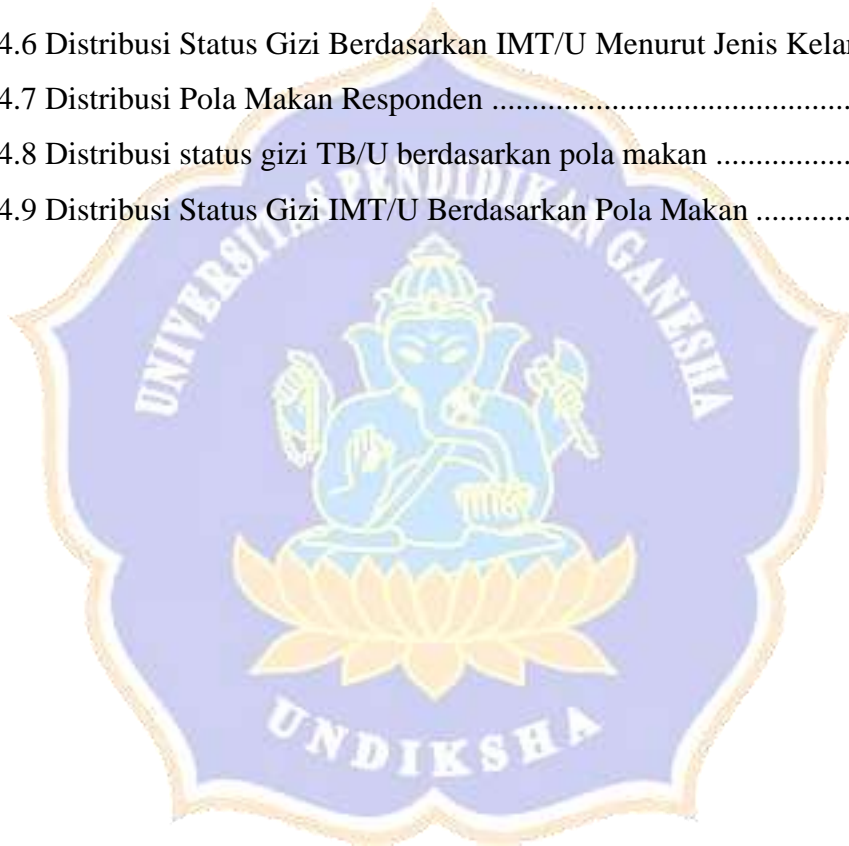 4.6 Distribusi Status Gizi Berdasarkan IMT/U Menurut Jenis
4.7 Distribusi Pola Makan Responden ............................................
4.8 Distribusi status gizi TB/U berdasarkan pola makan .................
4.9 Distribusi Status Gizi IMT/U Berdasarkan Pola Makan ............
UNIVERSITAS PENDIDIKAN GANESHA
UNDIKSHA